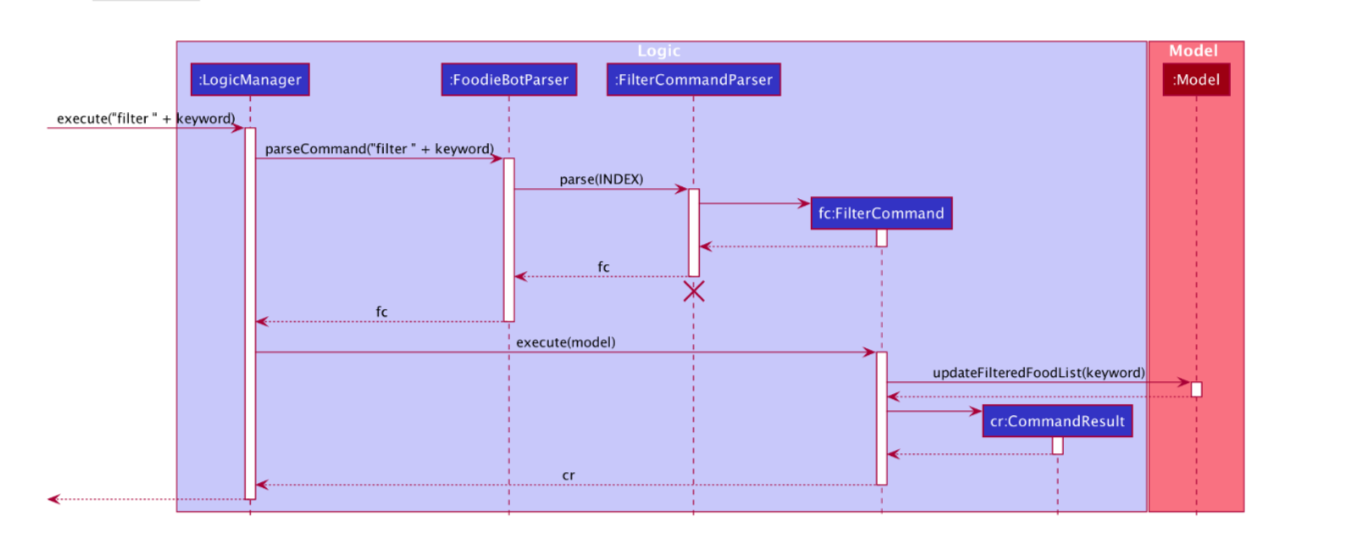 Logic
Model
:LogicManager
:FoodieBotParser
:FilterCommandParser
:Model
execute("filter " + keyword)
parseCommand("filter " + keyword)
parse(INDEX)
fc:FilterCommand
fc
fc
execute(model)
updateFilteredFoodList(keyword)
cr:CommandResult
cr